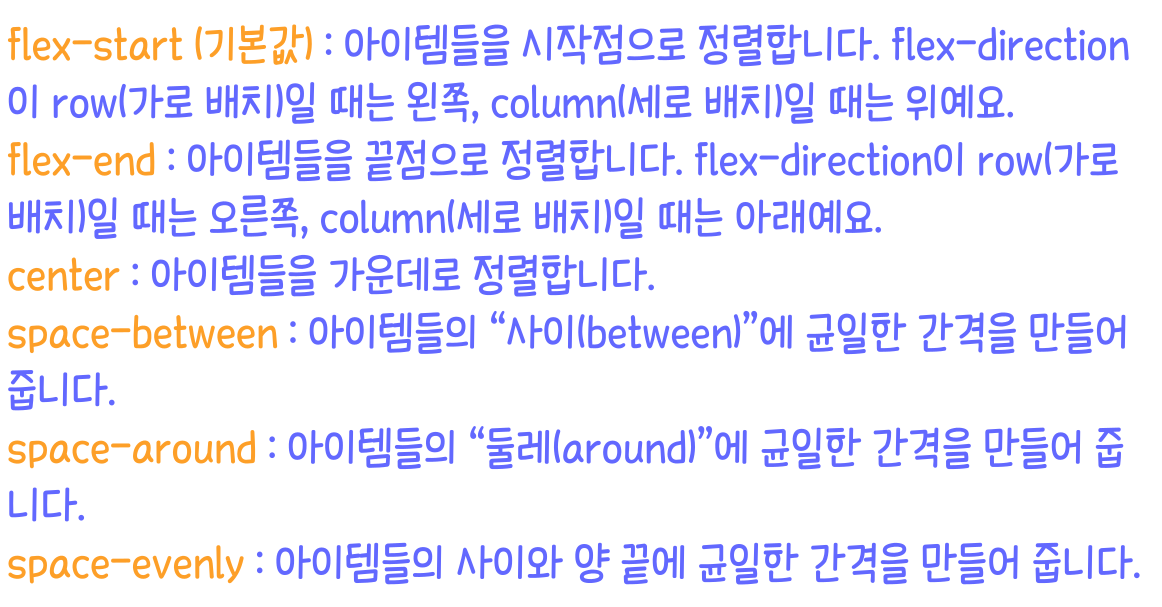 flex-start (기본값) : 아이템들을 시작점으로 정렬합니다. flex-direction
이 row(가로 배치)일 때는 왼쪽, column(세로 배치)일 때는 위예요.
flex-end : 아이템들을 끝점으로 정렬합니다. flex-direction이 row(가로
배치)일 때는 오른쪽, column(세로 배치)일 때는 아래예요.
center : 아이템들을 가운데로 정렬합니다.
space-between : 아이템들의 “사이(between)”에 균일한 간격을 만들어
줍니다.
space-around : 아이템들의 “둘레(around)”에 균일한 간격을 만들어 줍
니다.
space-evenly : 아이템들의 사이와 양 끝에 균일한 간격을 만들어 줍니다.